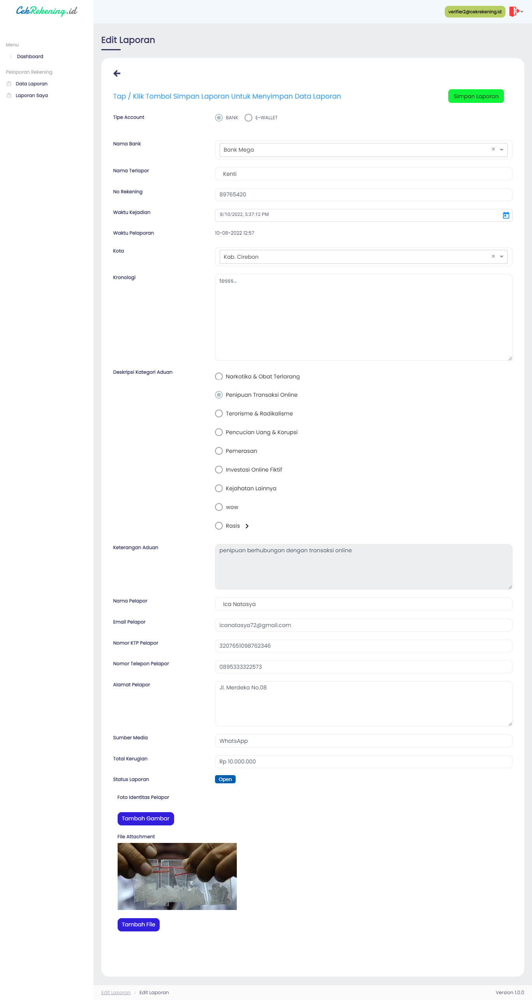 CekRekening.id
verifier2@cekrekening.id
Menu
Dashboard
Pelaporan Rekening
Data Laporan
Laporan Saya
Edit Laporan
Tap / Klik Tombol Simpan Laporan Untuk Menyimpan Data Laporan
Simpan Laporan
Tipe Account
BANK
E-WALLET
Nama Bank
Bank Mega
Nama Terlapor
Kenti
No Rekening
89765420
Waktu Kejadian
8/10/2022, 5:37:12 PM
Waktu Pelaporan
10-08-2022 12:57
Kota
Kab. Cirebon
Kronologi
tesss...
Deskripsi Kategori Aduan
Narkotika & Obat Terlarang
Penipuan Transaksi Online
Terorisme & Radikalisme
Pencucian Uang & Korupsi
Pemerasan
Investasi Online Fiktif
Kejahatan Lainnya
wow
Rasis
Keterangan Aduan
penipuan berhubungan dengan transaksi online
Nama Pelapor
Ica Natasya
Email Pelapor
icanatasya72@gmail.com
Nomor KTP Pelapor
3207651098762346
Nomor Telepon Pelapor
0895333322573
Alamat Pelapor
Jl. Merdeka No.08
Sumber Media
WhatsApp
Total Kerugian
Rp 10.000.000
Status Laporan
Open
Foto Identitas Pelapor
Tambah Gambar
File Attachment
Tambah File
Edit Laporan
Edit Laporan
Version 1.0.0